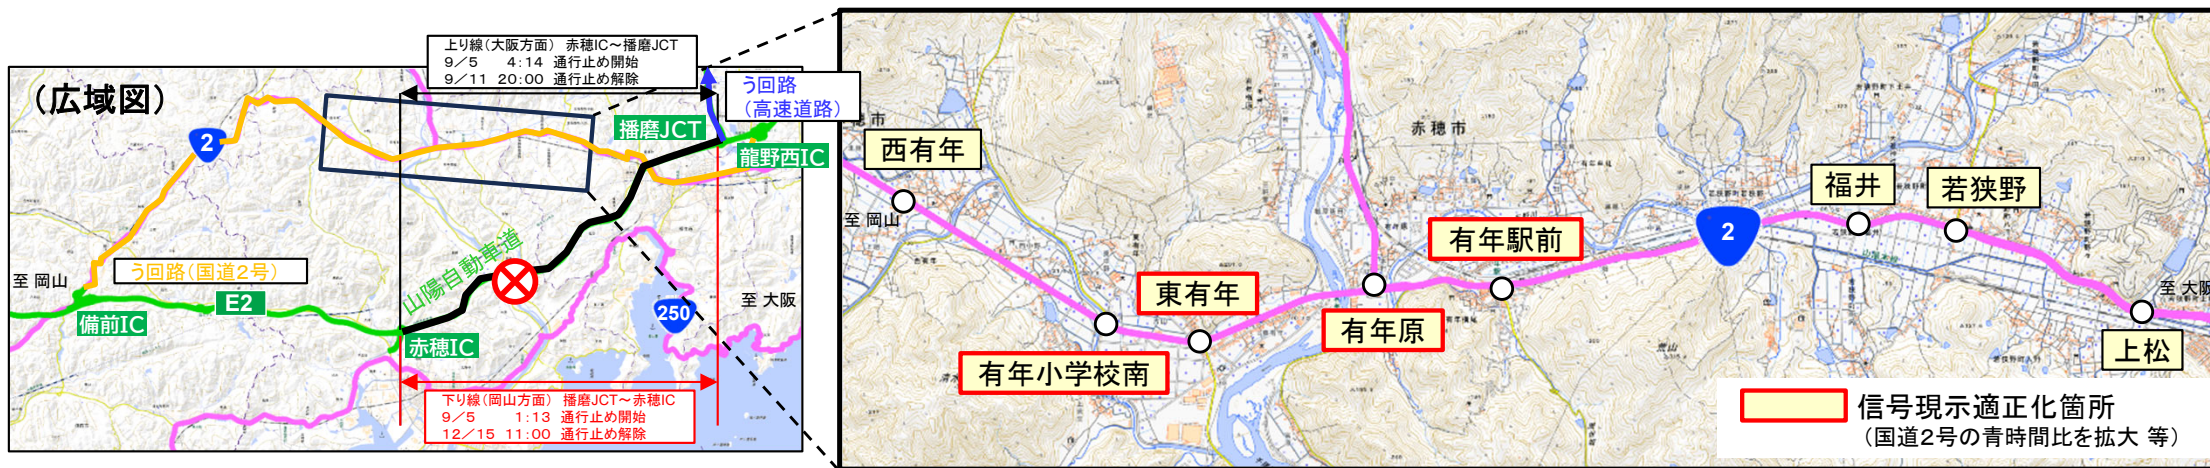 (広域図)
上り線(大阪方面) 赤穂IC～播磨JCT
9/5 4:14 通行止め開始
9/11 20:00 通行止め解除
う回路
(高速道路)
播磨JCT
龍野西IC
2
う回路(国道2号)
至 岡山
備前IC
E2
山陽自動車道
赤穂IC
250
至 大阪
下り線(岡山方面) 播磨JCT～赤穂IC
9/5 1:13 通行止め開始
12/15 11:00 通行止め解除
赤穂市
西有年
至 岡山
有年小学校南
東有年
有年原
有年駅前
2
福井
若狭野
至 大阪
上松
信号現示適正化箇所
(国道2号の青時間比を拡大 等)